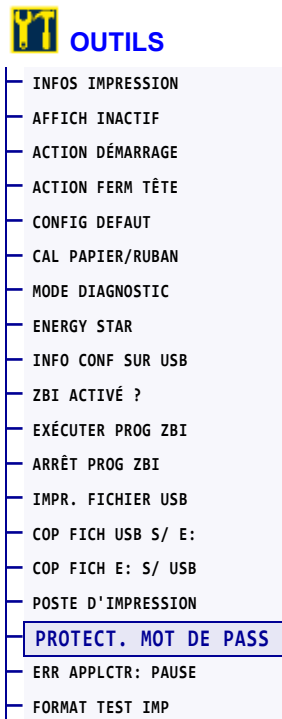 OUTILS
INFOS IMPRESSION
AFFICH INACTIF
ACTION DÉMARRAGE
ACTION FERM TÊTE
CONFIG DEFAUT
CAL PAPIER/RUBAN
MODE DIAGNOSTIC
ENERGY STAR
INFO CONF SUR USB
ZBI ACTIVÉ ?
EXÉCUTER PROG ZBI
ARRÊT PROG ZBI
IMPR. FICHIER USB
COP FICH USB S/ E:
COP FICH E: S/ USB
POSTE D'IMPRESSION
PROTECT. MOT DE PASS
ERR APPLCTR: PAUSE
FORMAT TEST IMP